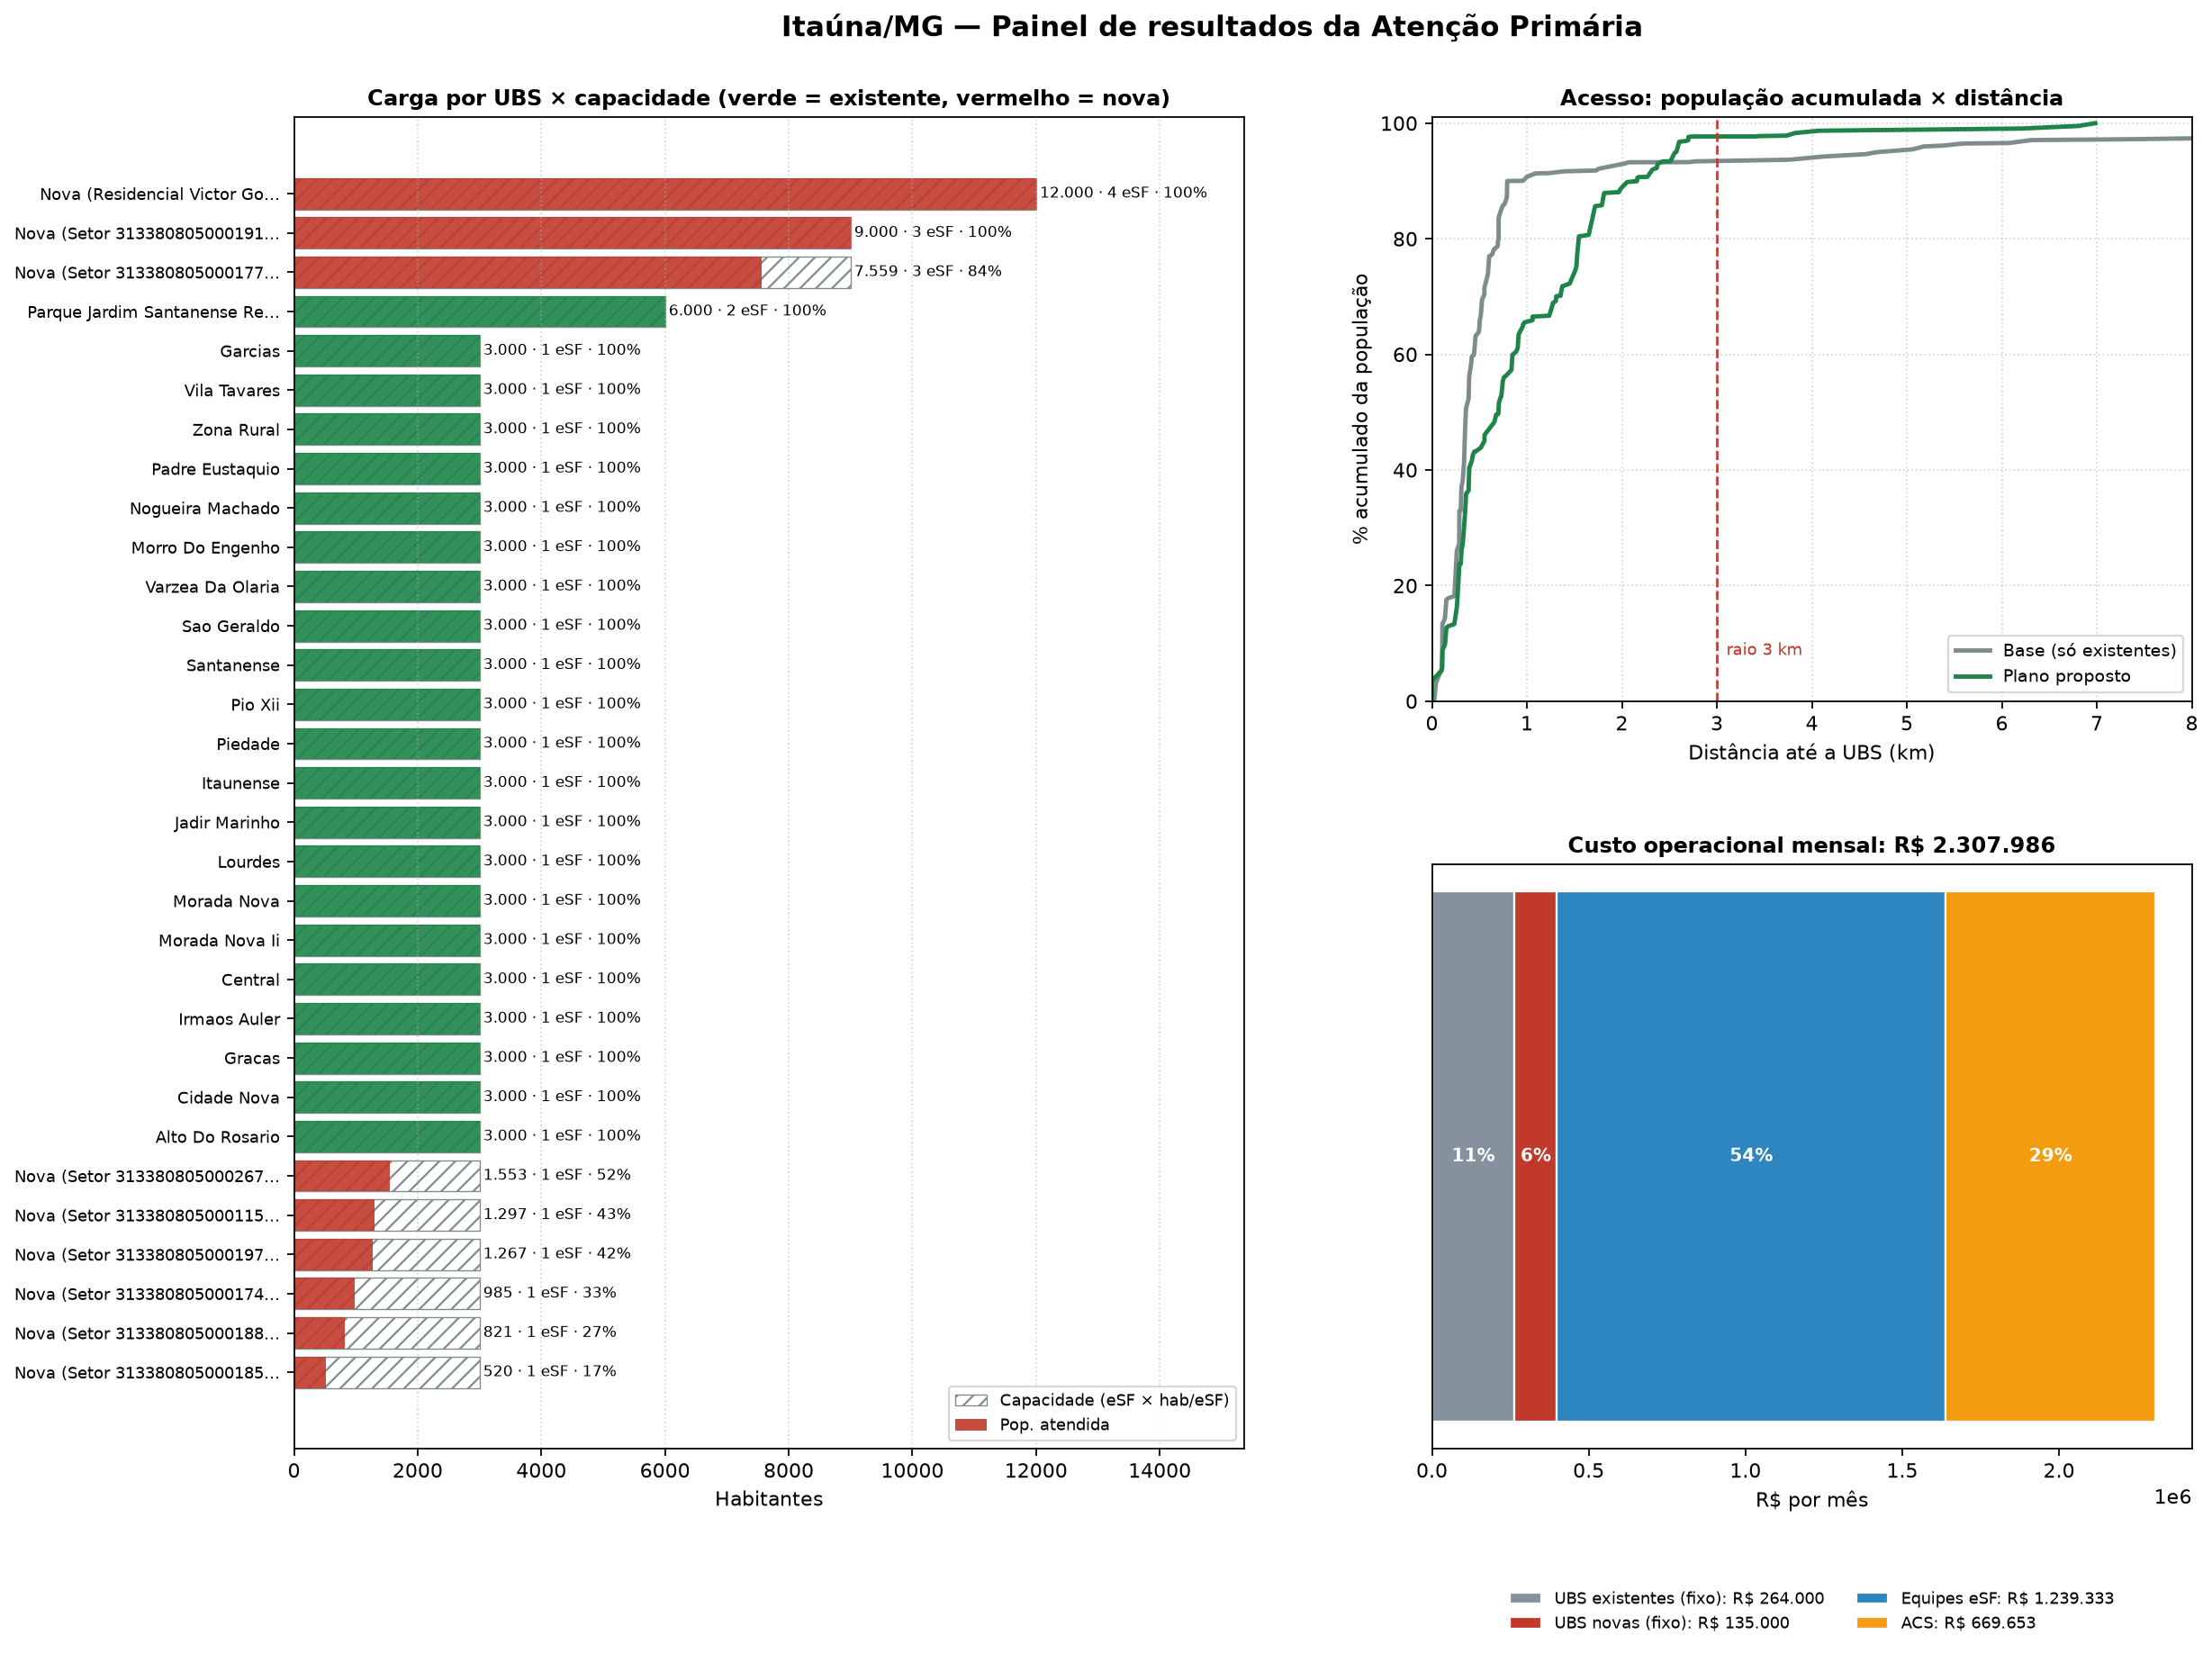 Itaúna/MG — Painel de resultados da Atenção Primária
Carga por UBS × capacidade (verde = existente, vermelho = nova)
Nova (Residencial Victor Go... 12.000 · 4 eSF · 100%
Nova (Setor 313380805000191... 9.000 · 3 eSF · 100%
Nova (Setor 313380805000177... 7.559 · 3 eSF · 84%
Parque Jardim Santanense Re... 6.000 · 2 eSF · 100%
Garcias 3.000 · 1 eSF · 100%
Vila Tavares 3.000 · 1 eSF · 100%
Zona Rural 3.000 · 1 eSF · 100%
Padre Eustaquio 3.000 · 1 eSF · 100%
Nogueira Machado 3.000 · 1 eSF · 100%
Morro Do Engenho 3.000 · 1 eSF · 100%
Varzea Da Olaria 3.000 · 1 eSF · 100%
Sao Geraldo 3.000 · 1 eSF · 100%
Santanense 3.000 · 1 eSF · 100%
Pio Xii 3.000 · 1 eSF · 100%
Piedade 3.000 · 1 eSF · 100%
Itaunense 3.000 · 1 eSF · 100%
Jadir Marinho 3.000 · 1 eSF · 100%
Lourdes 3.000 · 1 eSF · 100%
Morada Nova 3.000 · 1 eSF · 100%
Morada Nova Ii 3.000 · 1 eSF · 100%
Central 3.000 · 1 eSF · 100%
Irmaos Auler 3.000 · 1 eSF · 100%
Gracas 3.000 · 1 eSF · 100%
Cidade Nova 3.000 · 1 eSF · 100%
Alto Do Rosario 3.000 · 1 eSF · 100%
Nova (Setor 313380805000267... 1.553 · 1 eSF · 52%
Nova (Setor 313380805000115... 1.297 · 1 eSF · 43%
Nova (Setor 313380805000197... 1.267 · 1 eSF · 42%
Nova (Setor 313380805000174... 985 · 1 eSF · 33%
Nova (Setor 313380805000188... 821 · 1 eSF · 27%
Nova (Setor 313380805000185... 520 · 1 eSF · 17%
Capacidade (eSF × hab/eSF)
Pop. atendida
0 2000 4000 6000 8000 10000 12000 14000
Habitantes
Acesso: população acumulada × distância
100
80
60
40
20
0
% acumulado da população
raio 3 km
Base (só existentes)
Plano proposto
0 1 2 3 4 5 6 7 8
Distância até a UBS (km)
Custo operacional mensal: R$ 2.307.986
11% 6% 54% 29%
0.0 0.5 1.0 1.5 2.0
1e6
R$ por mês
UBS existentes (fixo): R$ 264.000
UBS novas (fixo): R$ 135.000
Equipes eSF: R$ 1.239.333
ACS: R$ 669.653